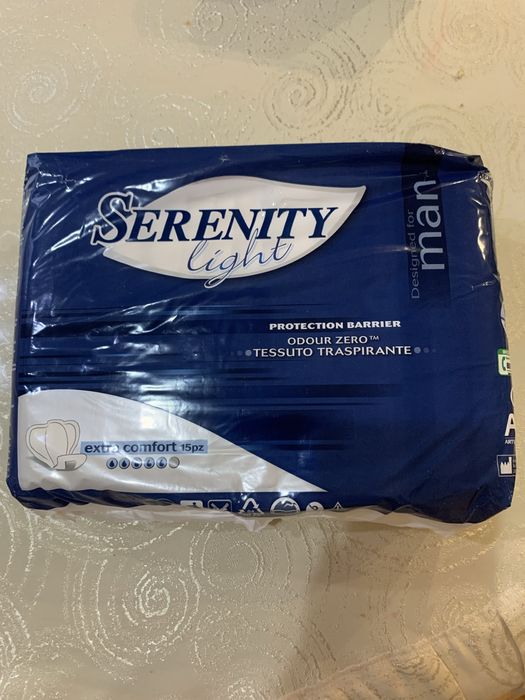 SERENITY
light
Designed for
man
PROTECTION BARRIER
ODOUR ZERO™
TESSUTO TRASPIRANTE
extra comfort 15pz